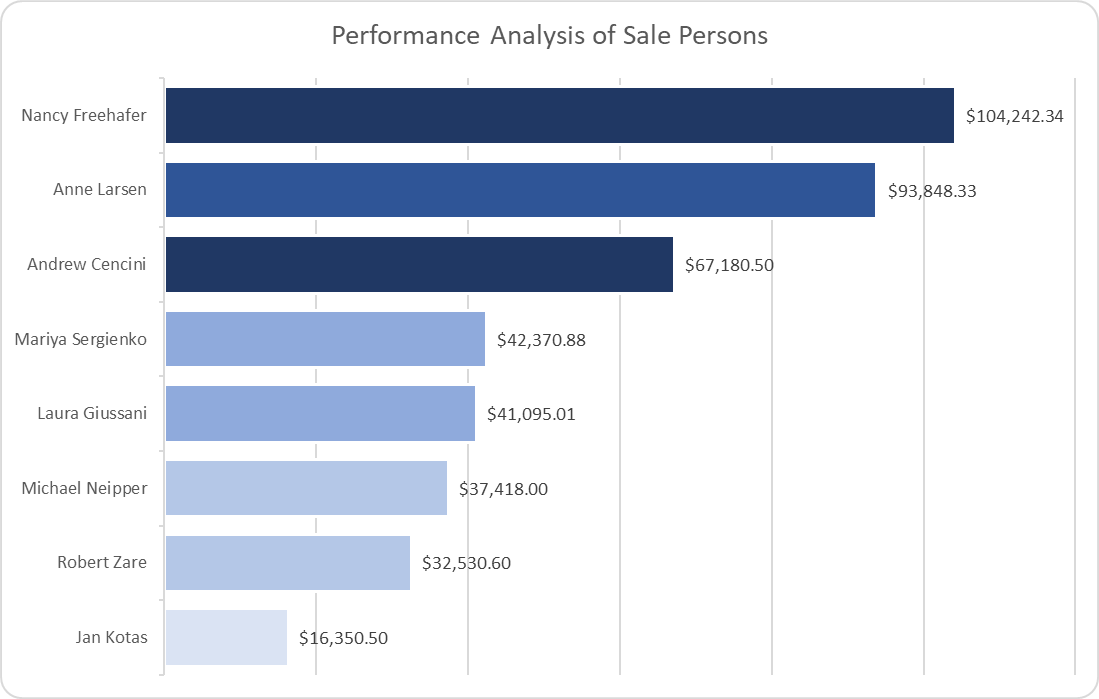 Performance Analysis of Sale Persons
Nancy Freehafer $104,242.34
Anne Larsen $93,848.33
Andrew Cencini $67,180.50
Mariya Sergienko $42,370.88
Laura Giussani $41,095.01
Michael Neipper $37,418.00
Robert Zare $32,530.60
Jan Kotas $16,350.50